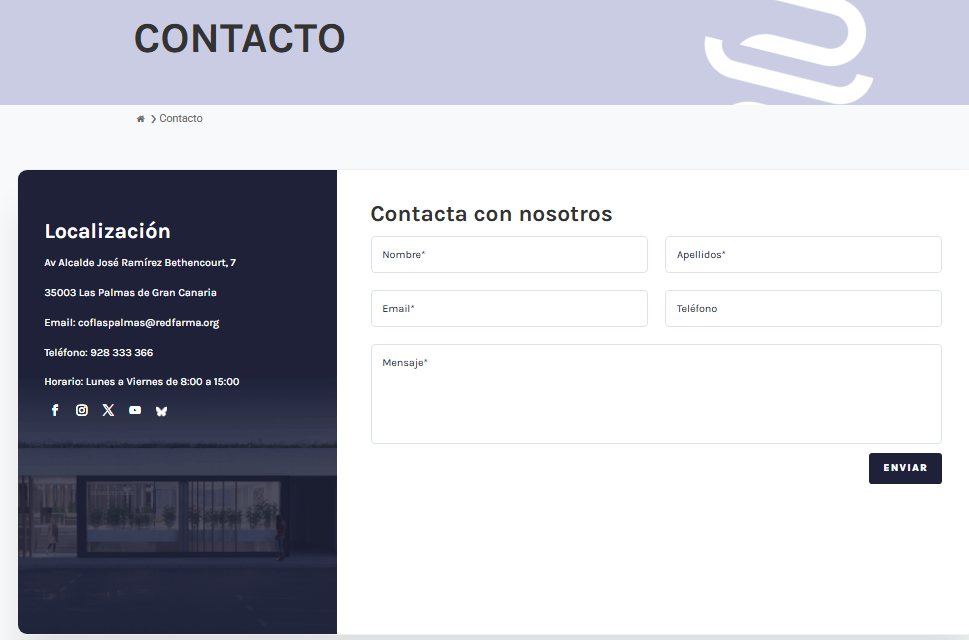 CONTACTO
Contacto
Localización
Av Alcalde José Ramírez Bethencourt, 7
35003 Las Palmas de Gran Canaria
Email: coflaspalmas@redfarma.org
Teléfono: 928 333 366
Horario: Lunes a Viernes de 8:00 a 15:00
Contacta con nosotros
Nombre*
Apellidos*
Email*
Teléfono
Mensaje*
ENVIAR